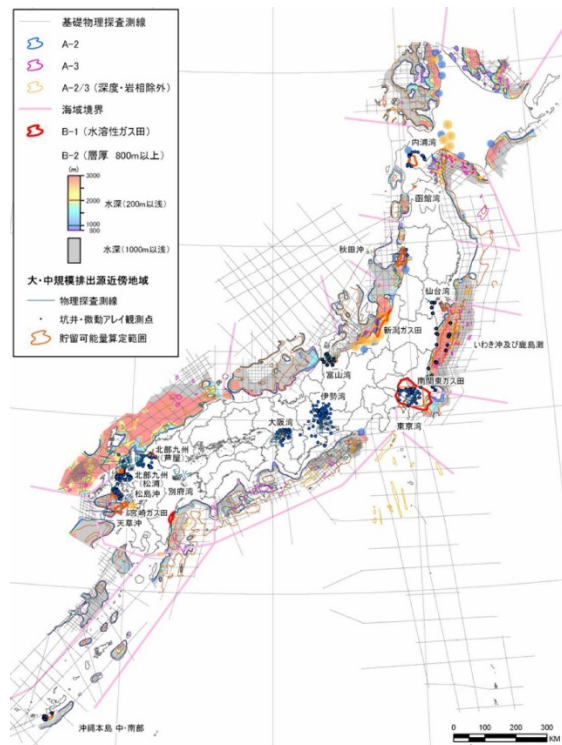 基礎物理探査測線
A-2
A-3
A-2/3（深度・岩相除外）
海域境界
B-1（水溶性ガス田）
B-2（層厚 800m以上）
(m)
3000
2000
1000
800
水深（200m以浅）
水深（1000m以浅）
大・中規模排出源近傍地域
物理探査測線
坑井・微動アレイ観測点
貯留可能量算定範囲
内浦湾
函館湾
秋田沖
仙台湾
新潟ガス田
いわき沖及び鹿島灘
富山湾
南関東ガス田
伊勢湾
大阪湾
東京湾
北部九州
（芦屋）
北部九州
（松浦）
松島沖
別府湾
宮崎ガス田
天草沖
沖縄本島 中・南部
0 100 200 300
KM